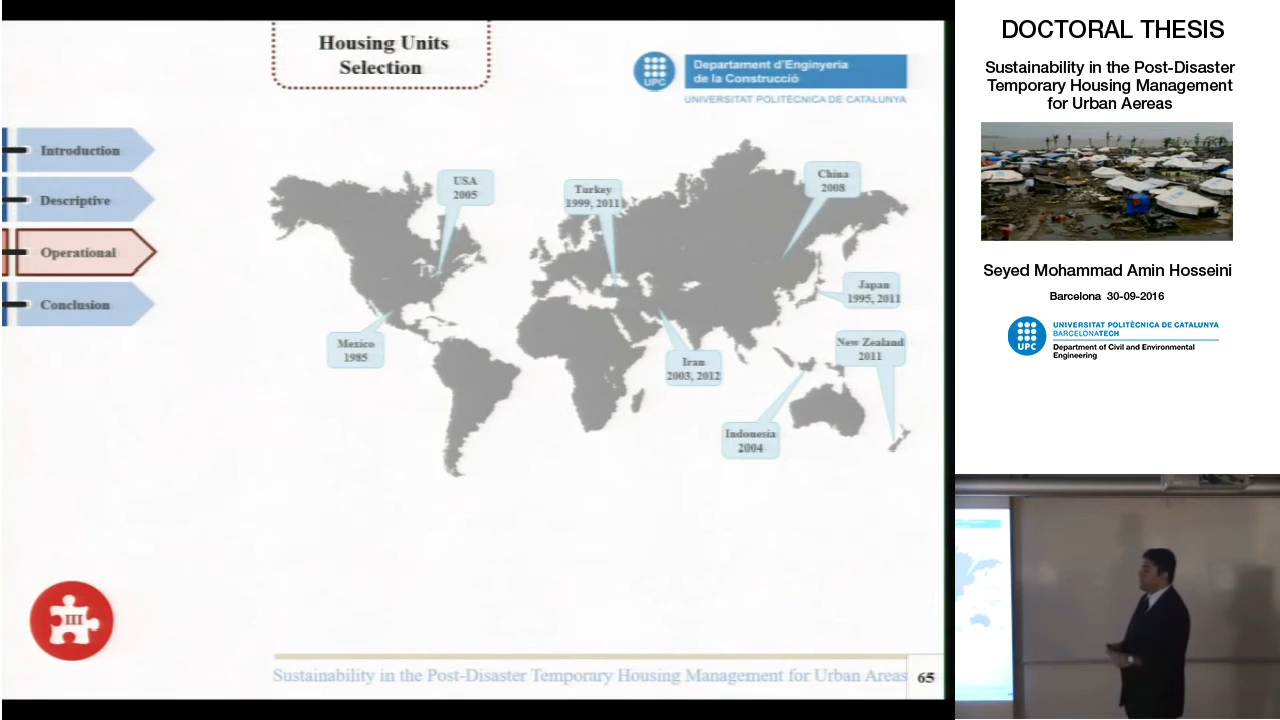 Housing Units
Selection
UPC
Departament d'Enginyeria
de la Construcció
UNIVERSITAT POLITÈCNICA DE CATALUNYA
Introduction
Descriptive
Operational
Conclusion
USA
2005
Turkey
1999, 2011
China
2008
Japan
1995, 2011
Mexico
1985
Iran
2003, 2012
New Zealand
2011
Indonesia
2004
III
Sustainability in the Post-Disaster Temporary Housing Management for Urban Areas
65
DOCTORAL THESIS
Sustainability in the Post-Disaster
Temporary Housing Management
for Urban Aereas
Seyed Mohammad Amin Hosseini
Barcelona 30-09-2016
UPC
UNIVERSITAT POLITÈCNICA DE CATALUNYA
BARCELONATECH
Department of Civil and Environmental
Engineering